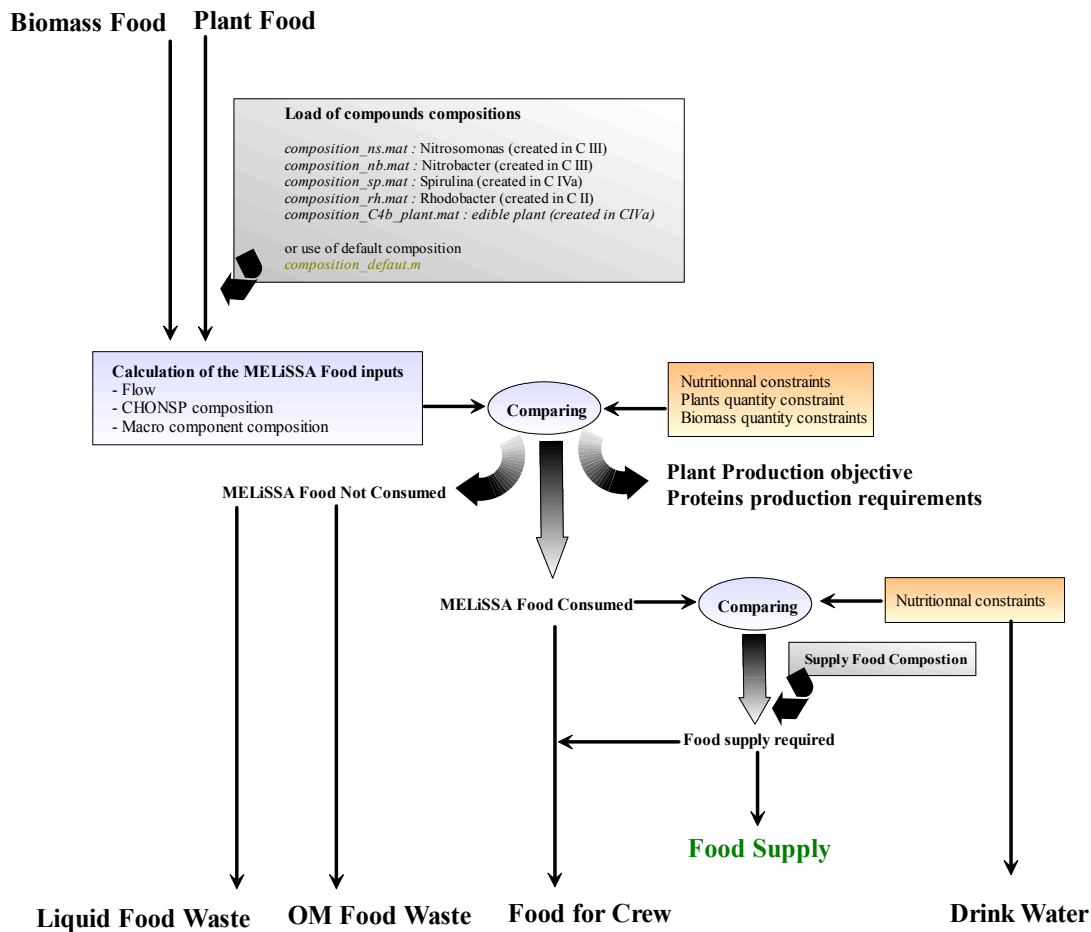 Biomass Food
Plant Food
Load of compounds compositions
composition_ns.mat : Nitrosomonas (created in C III)
composition_nb.mat : Nitrobacter (created in C III)
composition_sp.mat : Spirulina (created in C IVa)
composition_rh.mat : Rhodobacter (created in C II)
composition_C4b_plant.mat : edible plant (created in CIVa)
or use of default composition
composition_defaut.m
Calculation of the MELiSSA Food inputs
- Flow
- CHONSP composition
- Macro component composition
Comparing
Nutritionnal constraints
Plants quantity constraint
Biomass quantity constraints
MELiSSA Food Not Consumed
Plant Production objective
Proteins production requirements
MELiSSA Food Consumed
Comparing
Nutritionnal constraints
Supply Food Compostion
Food supply required
Food Supply
Liquid Food Waste
OM Food Waste
Food for Crew
Drink Water